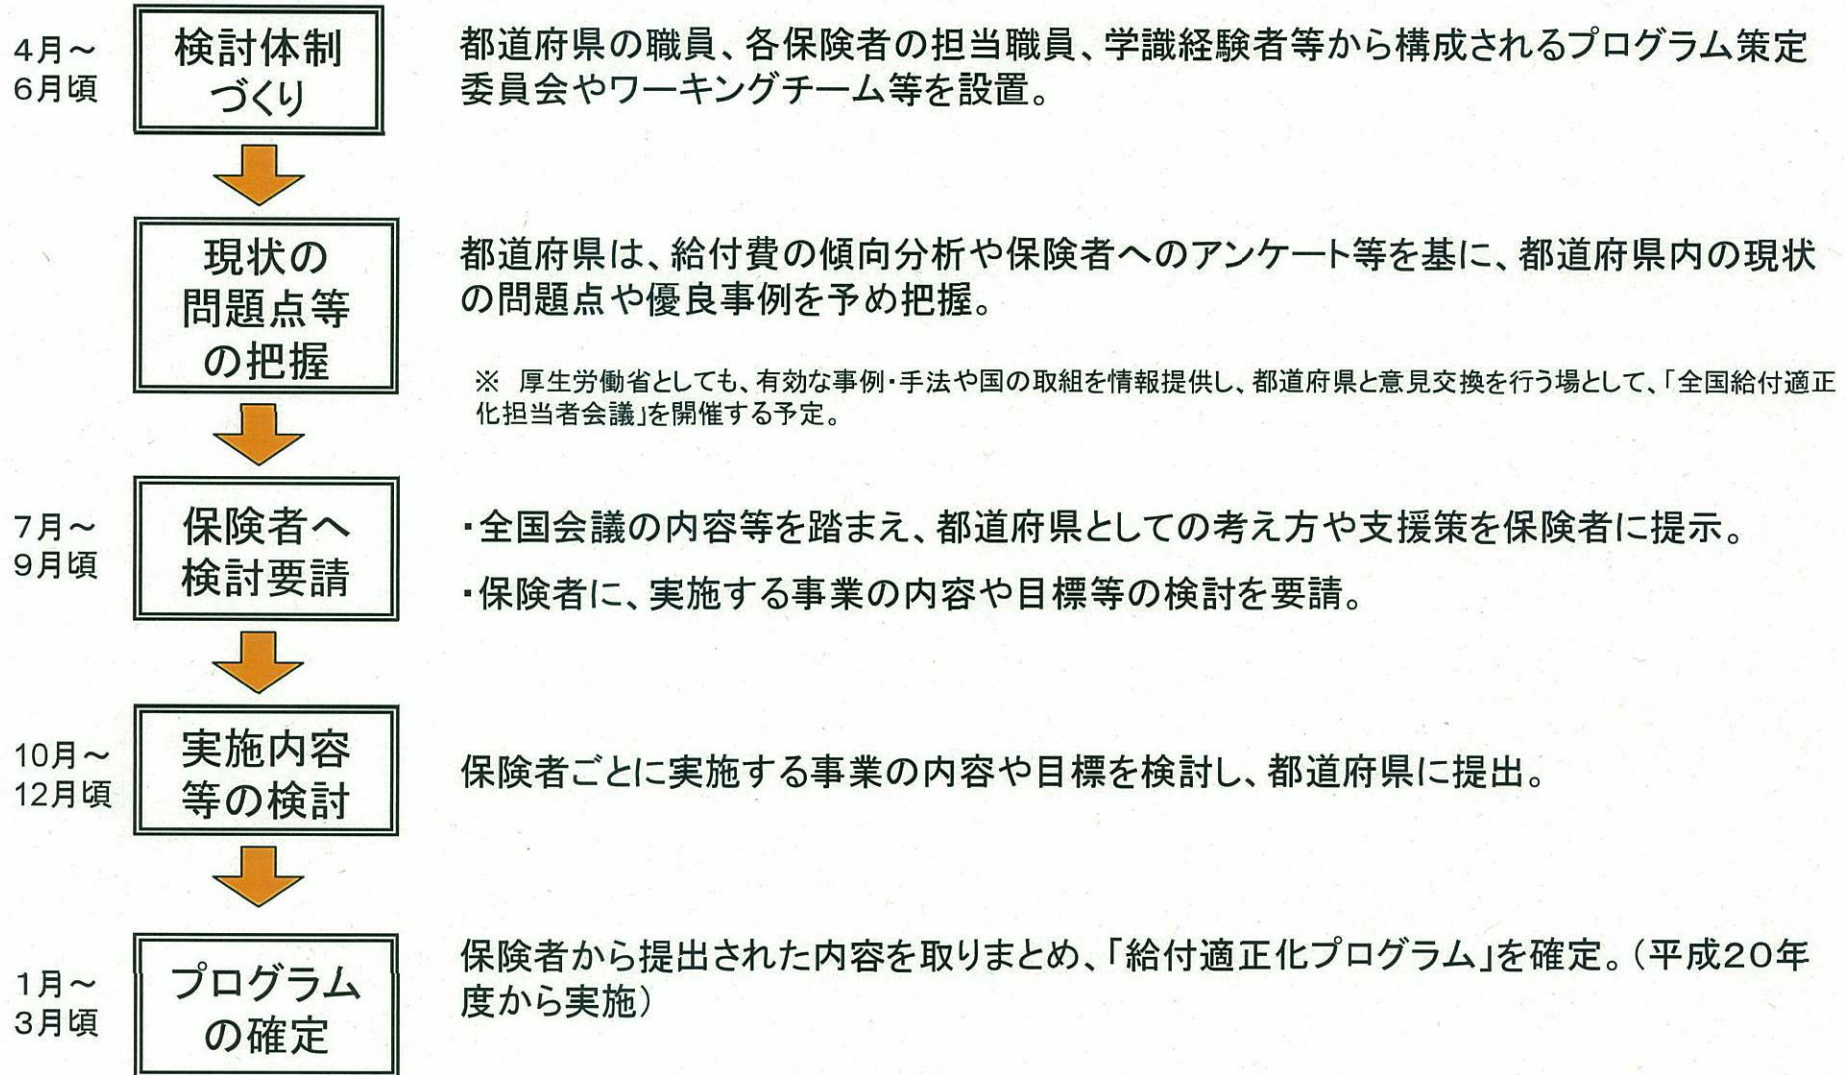 4月～
6月頃
検討体制
づくり
都道府県の職員、各保険者の担当職員、学識経験者等から構成されるプログラム策定
委員会やワーキングチーム等を設置。
現状の
問題点等
の把握
都道府県は、給付費の傾向分析や保険者へのアンケート等を基に、都道府県内の現状
の問題点や優良事例を予め把握。
※　厚生労働省としても、有効な事例・手法や国の取組を情報提供し、都道府県と意見交換を行う場として、「全国給付適正
化担当者会議」を開催する予定。
7月～
9月頃
保険者へ
検討要請
・全国会議の内容等を踏まえ、都道府県としての考え方や支援策を保険者に提示。
・保険者に、実施する事業の内容や目標等の検討を要請。
10月～
12月頃
実施内容
等の検討
保険者ごとに実施する事業の内容や目標を検討し、都道府県に提出。
1月～
3月頃
プログラム
の確定
保険者から提出された内容を取りまとめ、「給付適正化プログラム」を確定。（平成２０年
度から実施）